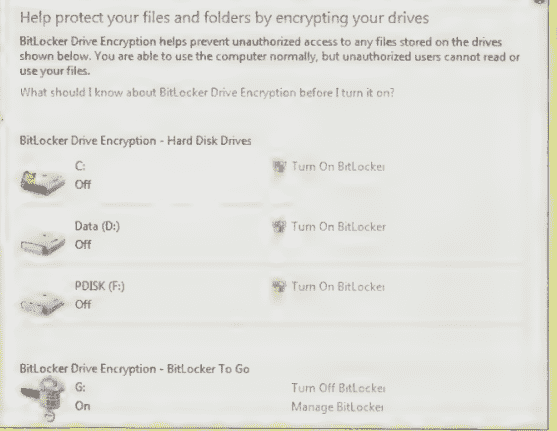 Help protect your files and folders by encrypting your drives
BitLocker Drive Encryption helps prevent unauthorized access to any files stored on the drives
shown below. You are able to use the computer normally, but unauthorized users cannot read or
use your files.
What should I know about BitLocker Drive Encryption before I turn it on?
BitLocker Drive Encryption - Hard Disk Drives
C:
Off
Turn On BitLocker
Data (D:)
Off
Turn On BitLocker
PDISK (F:)
Off
Turn On BitLocker
BitLocker Drive Encryption - BitLocker To Go
G:
On
Turn Off BitLocker
Manage BitLocker